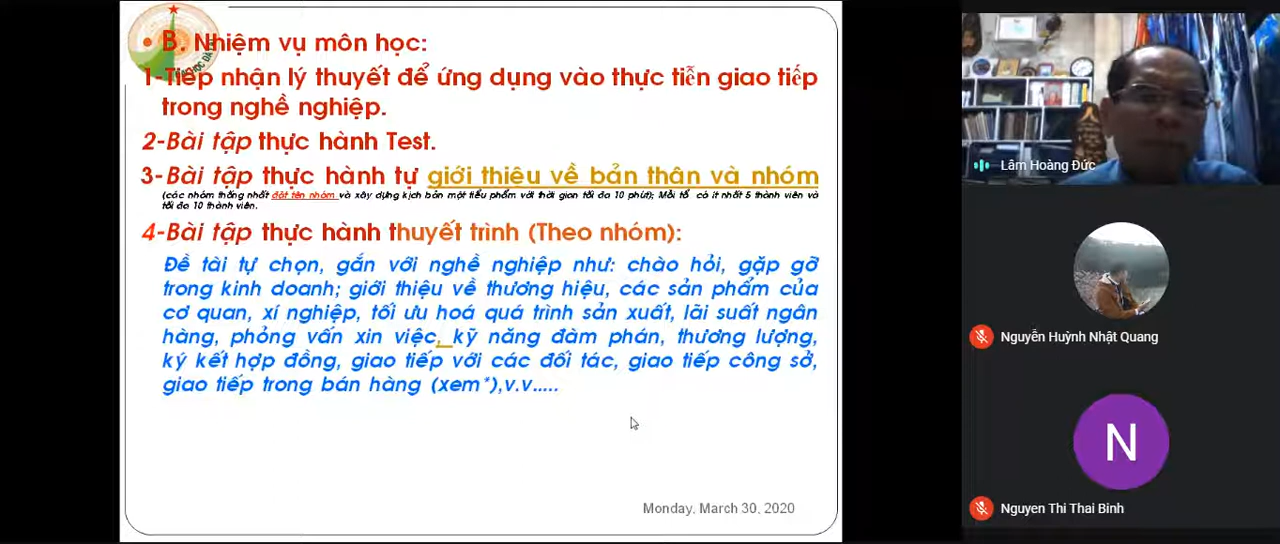 • B. Nhiệm vụ môn học:
1-Tiếp nhận lý thuyết để ứng dụng vào thực tiễn giao tiếp
trong nghề nghiệp.
2-Bài tập thực hành Test.
3-Bài tập thực hành tự giới thiệu về bản thân và nhóm
(các nhóm thống nhất đặt tên nhóm và xây dựng kịch bản một tiểu phẩm với thời gian tối đa 10 phút); Mỗi tổ có ít nhất 5 thành viên và
tối đa 10 thành viên.
4-Bài tập thực hành thuyết trình (Theo nhóm):
Đề tài tự chọn, gắn với nghề nghiệp như: chào hỏi, gặp gỡ
trong kinh doanh; giới thiệu về thương hiệu, các sản phẩm của
cơ quan, xí nghiệp, tối ưu hoá quá trình sản xuất, lãi suất ngân
hàng, phỏng vấn xin việc, kỹ năng đàm phán, thương lượng,
ký kết hợp đồng, giao tiếp với các đối tác, giao tiếp công sở,
giao tiếp trong bán hàng (xem*),v.v.....
Monday, March 30, 2020
Lâm Hoàng Đức
Nguyễn Huỳnh Nhật Quang
N
Nguyen Thi Thai Binh